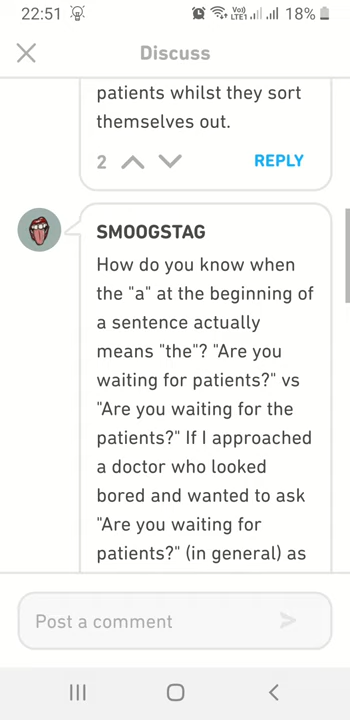 22:51 Vo)) LTE1 18%
Discuss
patients whilst they sort
themselves out.
2 REPLY
SMOOGSTAG
How do you know when
the "a" at the beginning of
a sentence actually
means "the"? "Are you
waiting for patients?" vs
"Are you waiting for the
patients?" If I approached
a doctor who looked
bored and wanted to ask
"Are you waiting for
patients?" (in general) as
Post a comment